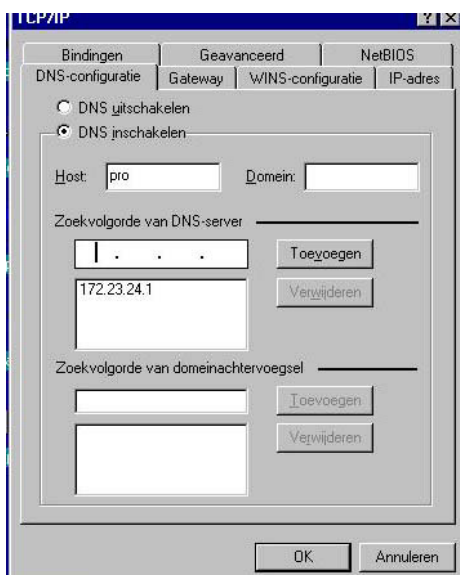 TCP/IP
Bindingen Geavanceerd NetBIOS
DNS-configuratie Gateway WINS-configuratie IP-adres
DNS uitschakelen
DNS inschakelen
Host: pro Domein:
Zoekvolgorde van DNS-server
. . .
Toevoegen
172.23.24.1
Verwijderen
Zoekvolgorde van domeinachtervoegsel
Toevoegen
Verwijderen
OK Annuleren